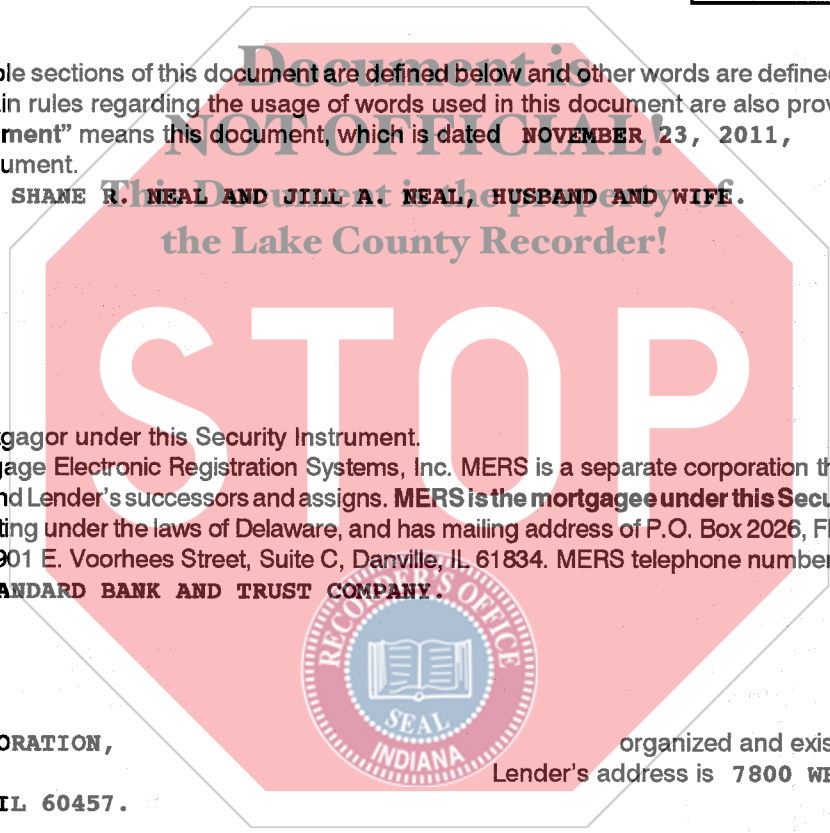 Document is
ble sections of this document are defined below and other words are define
in rules regarding the usage of words used in this document are also prov
ment” means this document, which is dated NOVEMBER 23, 2011,
NOT OFFICIAL!
ument.
SHANE R. NEAL AND JILL A. NEAL, HUSBAND AND WIFE.
This Document is the property of
the Lake County Recorder!
STOP
tgagor under this Security Instrument.
gage Electronic Registration Systems, Inc. MERS is a separate corporation th
nd Lender's successors and assigns. MERS is the mortgagee under this Secu
ting under the laws of Delaware, and has mailing address of P.O. Box 2026, Fl
901 E. Voorhees Street, Suite C, Danville, IL 61834. MERS telephone number
ANDARD BANK AND TRUST COMPANY.
RECORDER'S OFFICE
SEAL
INDIANA
ORATION,
organized and exis
Lender's address is 7800 WE
IL 60457.